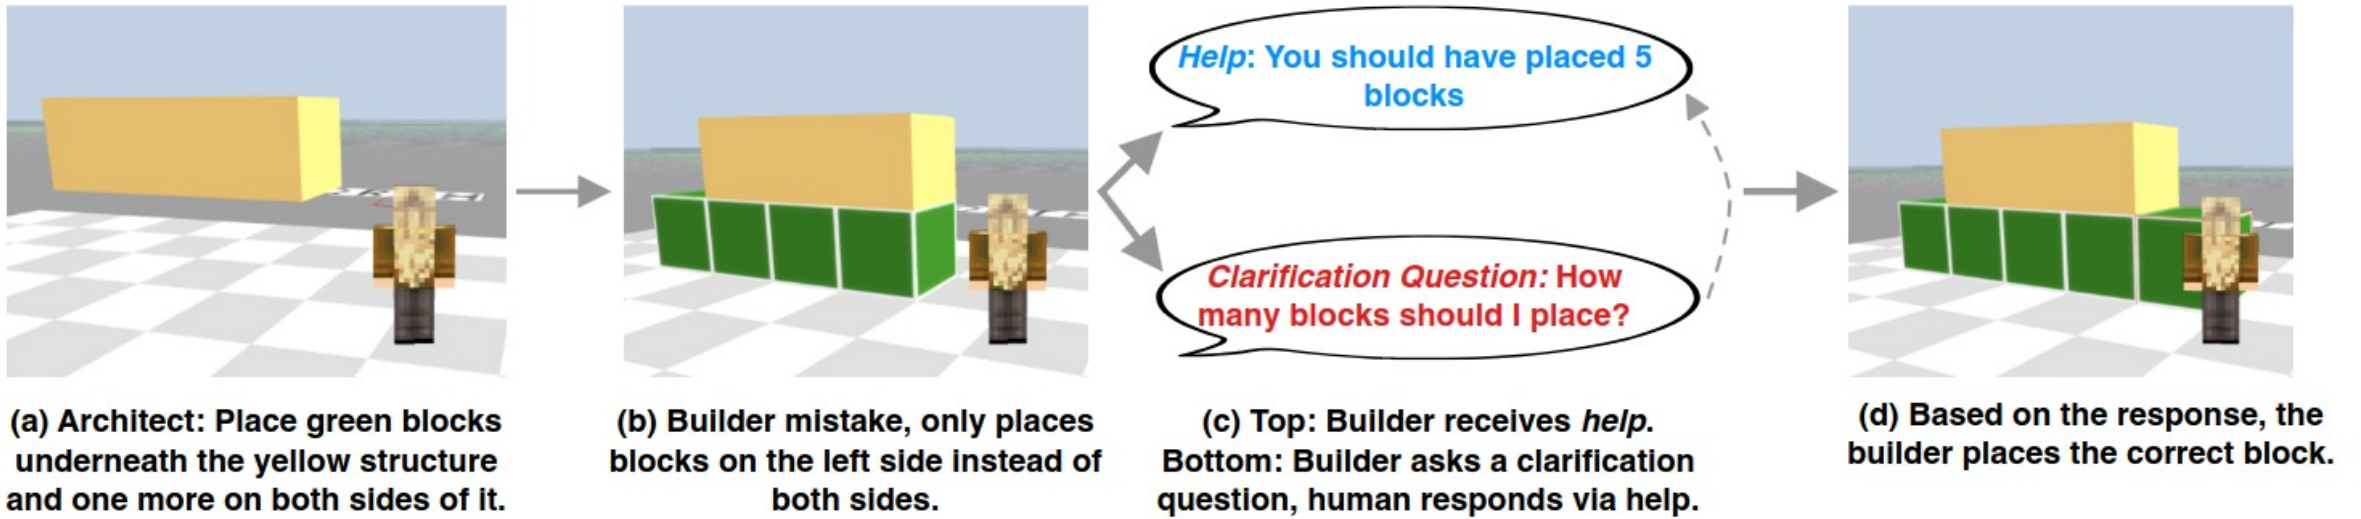 Help: You should have placed 5
blocks
Clarification Question: How
many blocks should I place?
(a) Architect: Place green blocks
underneath the yellow structure
and one more on both sides of it.
(b) Builder mistake, only places
blocks on the left side instead of
both sides.
(c) Top: Builder receives help.
Bottom: Builder asks a clarification
question, human responds via help.
(d) Based on the response, the
builder places the correct block.